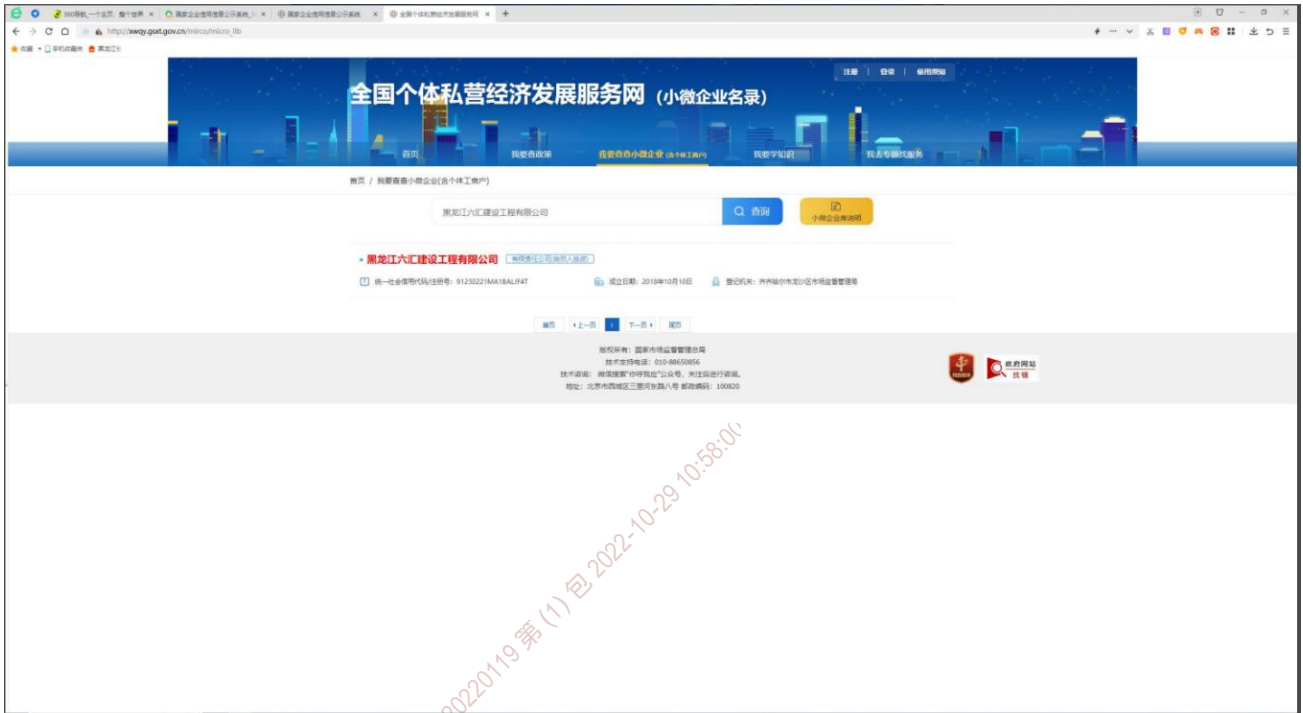 360导航_一个主页，整个世界
国家企业信用信息公示系统_
国家企业信用信息公示系统
全国个体私营经济发展服务网
http://xwqy.gsxt.gov.cn/mirco/micro_lib
收藏
手机收藏夹
注册 | 登录 | 使用须知
全国个体私营经济发展服务网（小微企业名录）
首页
我要查政策
我要查查小微企业(含个体工商户)
我要学知识
首页 / 我要查查小微企业(含个体工商户)
黑龙江六汇建设工程有限公司
查询
小微企业库说明
黑龙江六汇建设工程有限公司 有限责任公司(自然人独资)
统一社会信用代码/注册号：91230221MA1BALJF4T 成立日期：2018年10月10日 登记机关：齐齐哈尔市龙沙区市场监督管理局
首页 上一页 1 下一页 尾页
版权所有：国家市场监督管理总局
技术支持电话：010-88650856
技术咨询：微信搜索“你呼我应”公众号，关注后进行咨询。
地址：北京市西城区三里河东路八号 邮政编码：100820
政府网站
找错
20220119 第 (1) 包 2022-10-29 10:58:00